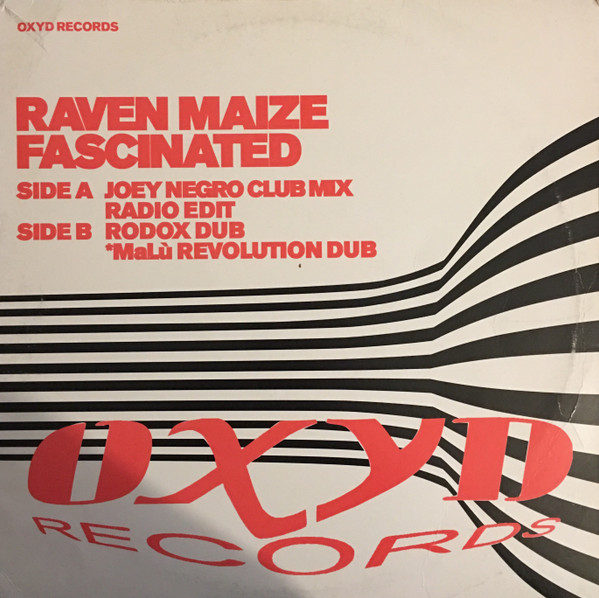 OXYD RECORDS
RAVEN MAIZE
FASCINATED
SIDE A JOEY NEGRO CLUB MIX
RADIO EDIT
SIDE B RODOX DUB
*MaLù REVOLUTION DUB
OXYD
RECORDS